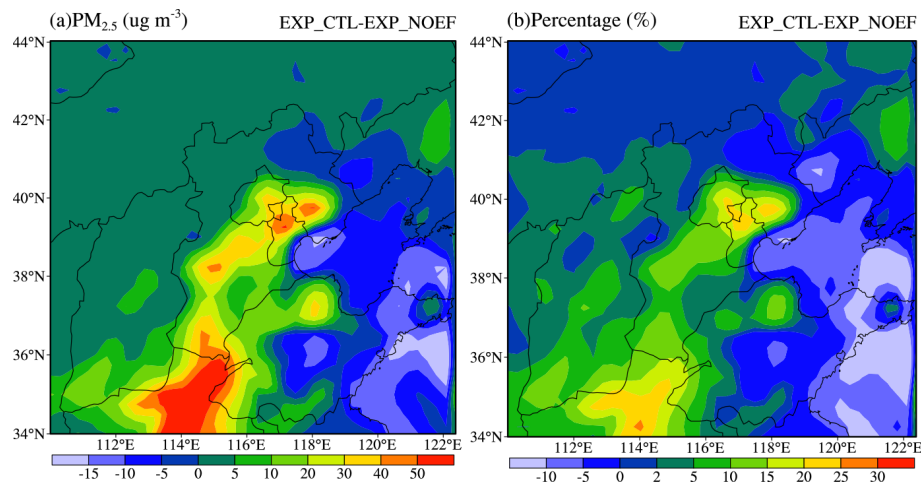 (a)PM2.5 (ug m-3) EXP_CTL-EXP_NOEF
44°N
42°N
40°N
38°N
36°N
34°N
112°E 114°E 116°E 118°E 120°E 122°E
-15 -10 -5 0 5 10 20 30 40 50
(b)Percentage (%) EXP_CTL-EXP_NOEF
44°N
42°N
40°N
38°N
36°N
34°N
112°E 114°E 116°E 118°E 120°E 122°E
-10 -5 0 2 5 10 15 20 25 30